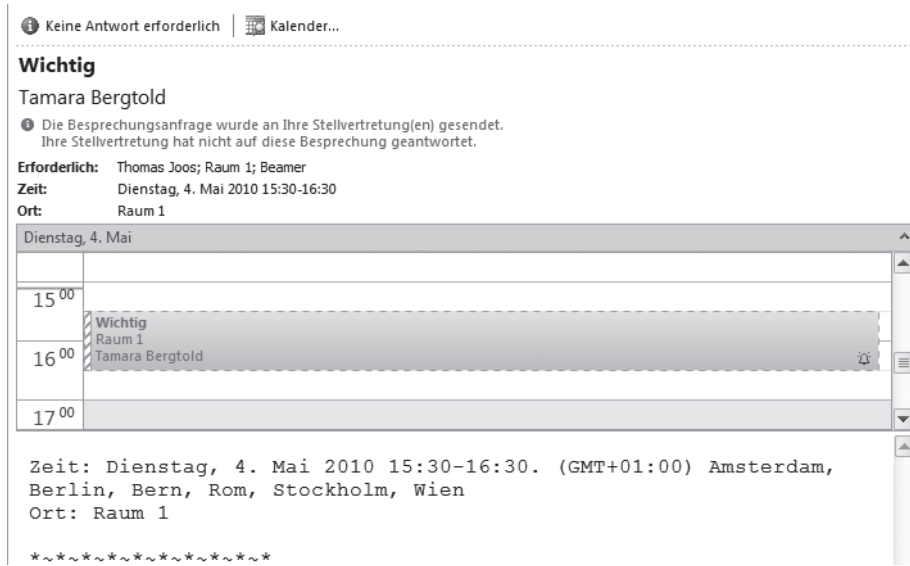 Keine Antwort erforderlich Kalender...
Wichtig
Tamara Bergtold
Die Besprechungsanfrage wurde an Ihre Stellvertretung(en) gesendet.
Ihre Stellvertretung hat nicht auf diese Besprechung geantwortet.
Erforderlich: Thomas Joos; Raum 1; Beamer
Zeit: Dienstag, 4. Mai 2010 15:30-16:30
Ort: Raum 1
Dienstag, 4. Mai
15 00
Wichtig
Raum 1
16 00 Tamara Bergtold
17 00
Zeit: Dienstag, 4. Mai 2010 15:30-16:30. (GMT+01:00) Amsterdam,
Berlin, Bern, Rom, Stockholm, Wien
Ort: Raum 1
*~*~*~*~*~*~*~*~*~*